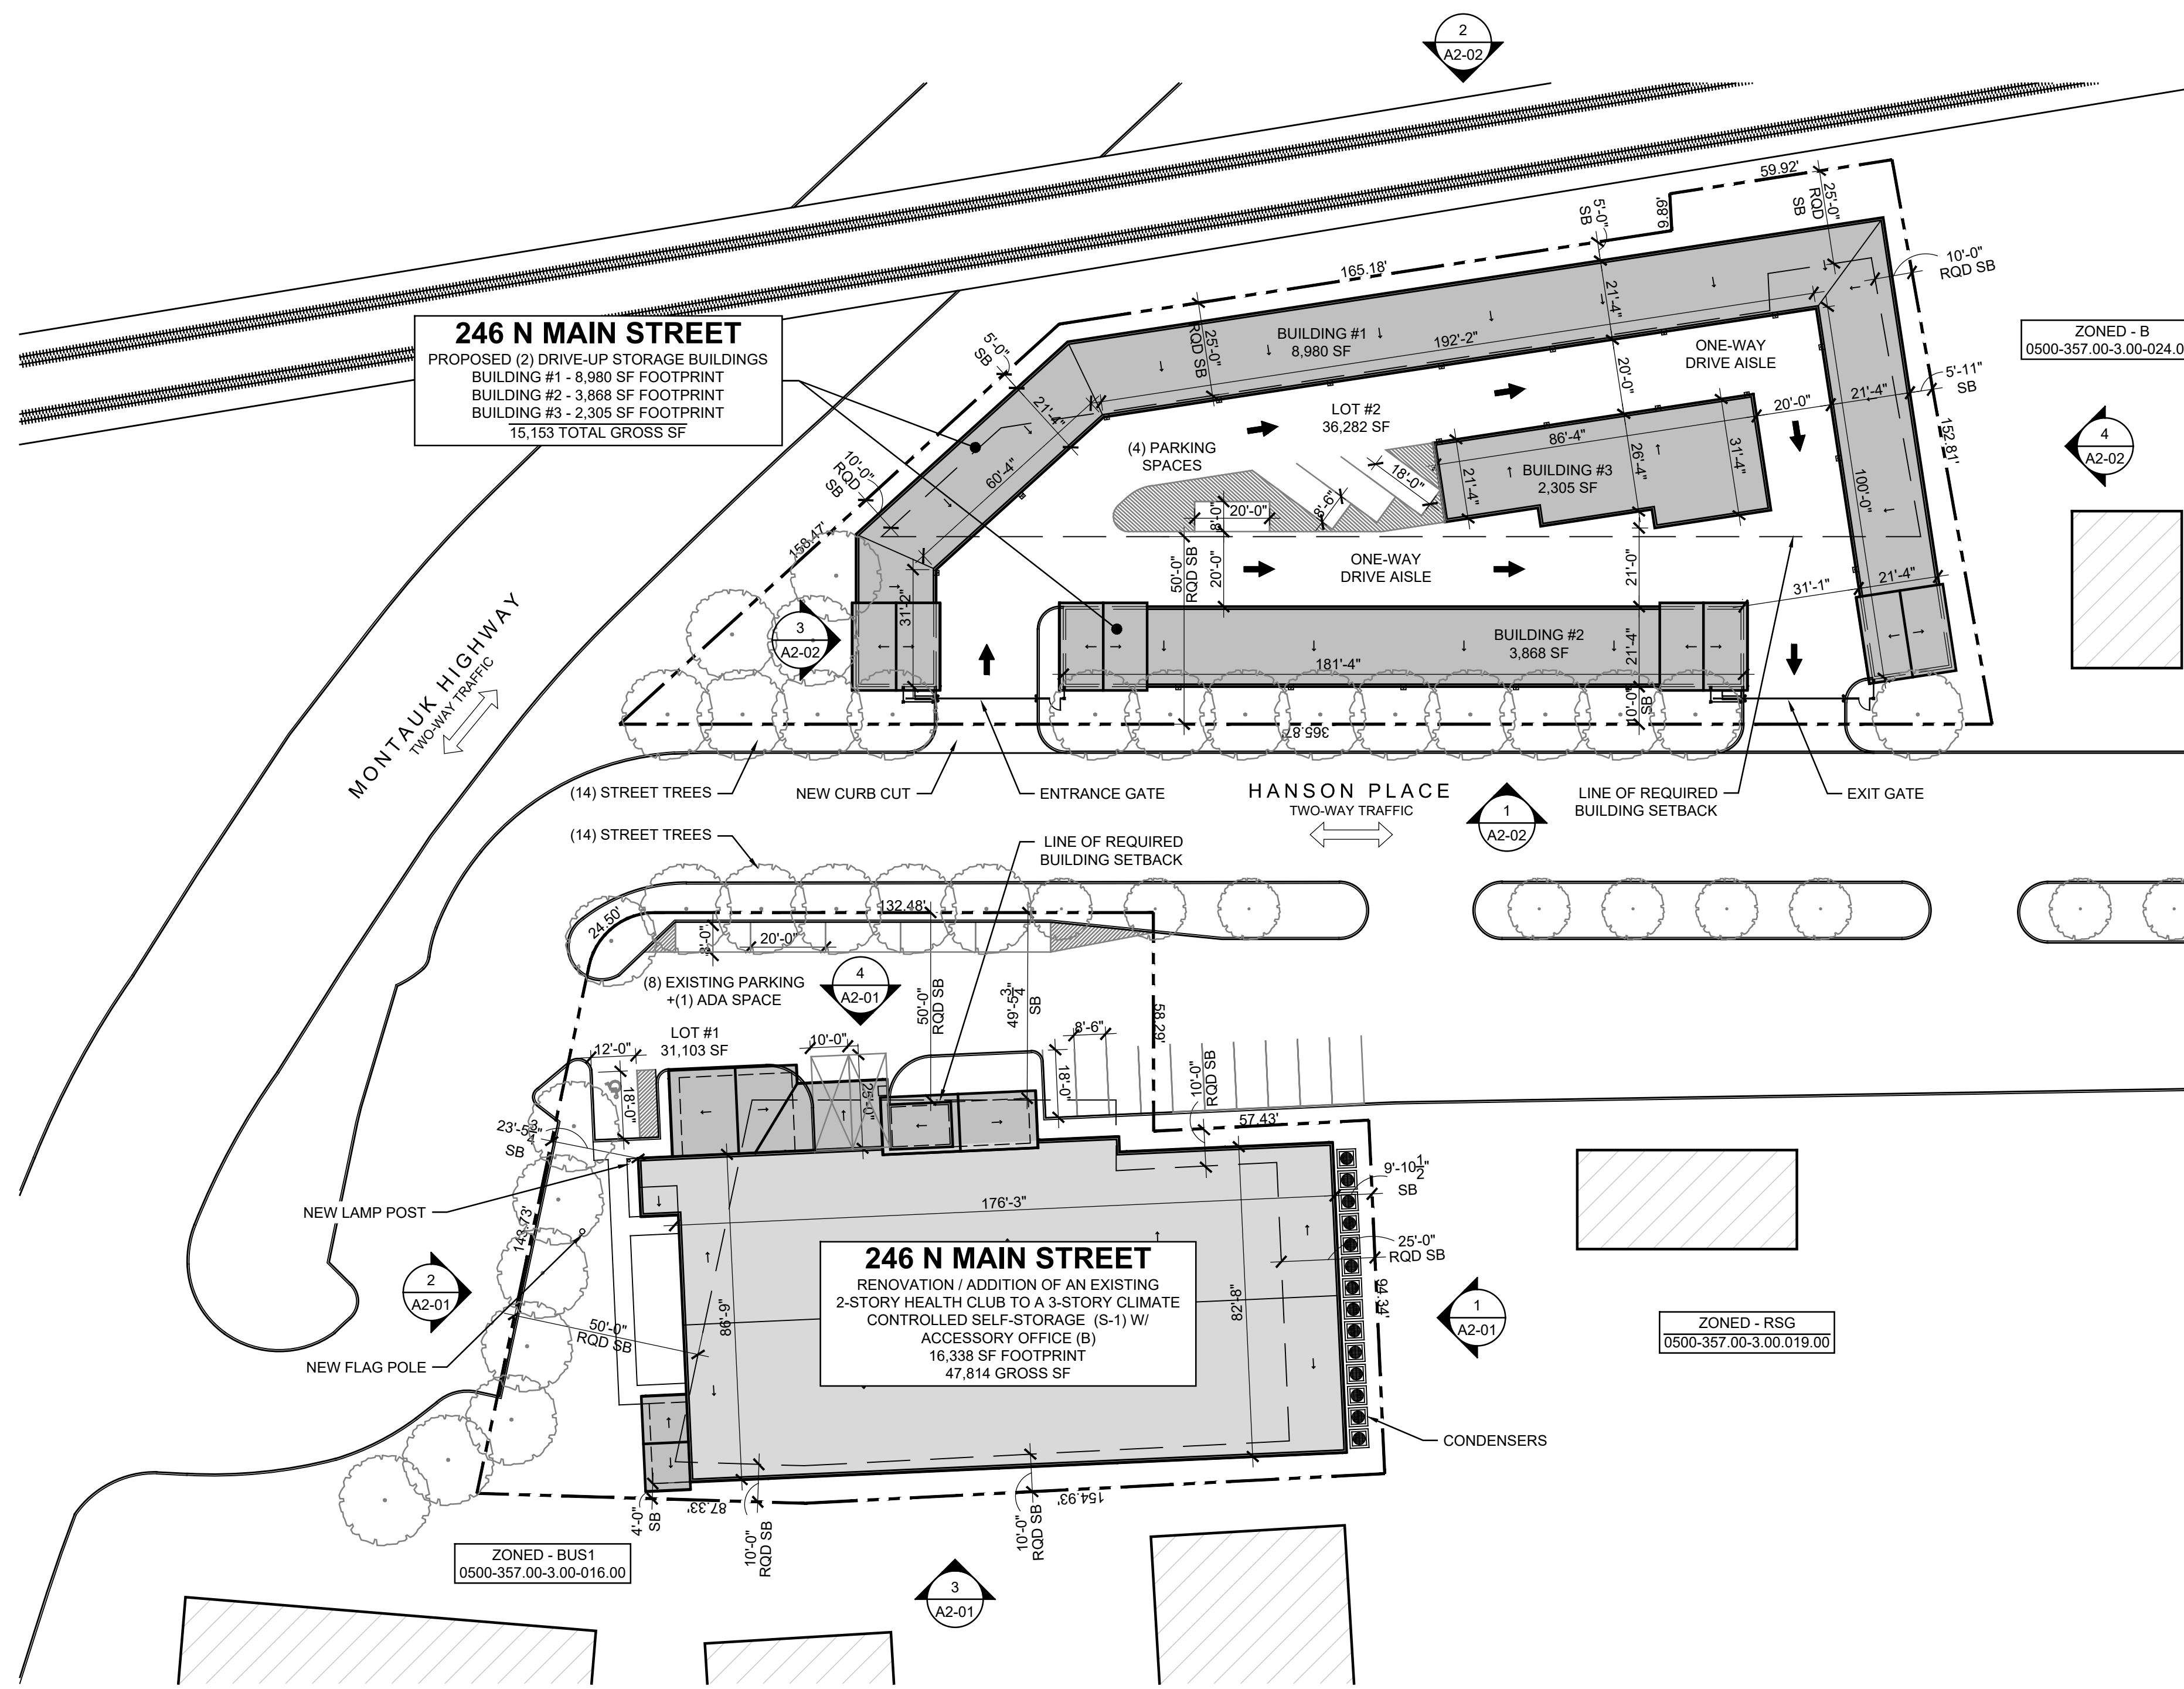 2
A2-02
59.92'
9.89'
25'-0"
RQD
SB
5'-0"
SB
10'-0"
RQD SB
165.18'
ZONED - B
0500-357.00-3.00-024.0
246 N MAIN STREET
PROPOSED (2) DRIVE-UP STORAGE BUILDINGS
BUILDING #1 - 8,980 SF FOOTPRINT
BUILDING #2 - 3,868 SF FOOTPRINT
BUILDING #3 - 2,305 SF FOOTPRINT
15,153 TOTAL GROSS SF
5'-0"
SB
25'-0"
RQD SB
BUILDING #1
8,980 SF
192'-2"
21'-4"
ONE-WAY
DRIVE AISLE
20'-0"
5'-11"
SB
21'-4"
20'-0"
21'-4"
LOT #2
36,282 SF
(4) PARKING
SPACES
86'-4"
31'-4"
26'-4"
152.81'
4
A2-02
10'-0"
RQD
SB
60'-4"
18'-0"
21'-4"
BUILDING #3
2,305 SF
100'-0"
8'-0"
20'-0"
8'-6"
158.47'
50'-0"
RQD SB
20'-0"
ONE-WAY
DRIVE AISLE
21'-0"
31'-1"
21'-4"
31'-2"
3
A2-02
BUILDING #2
3,868 SF
21'-4"
181'-4"
10'-0"
SB
365.87'
MONTAUK HIGHWAY
TWO-WAY TRAFFIC
(14) STREET TREES
NEW CURB CUT
ENTRANCE GATE
HANSON PLACE
TWO-WAY TRAFFIC
1
A2-02
LINE OF REQUIRED
BUILDING SETBACK
EXIT GATE
(14) STREET TREES
LINE OF REQUIRED
BUILDING SETBACK
24.50'
132.48'
8'-0"
20'-0"
(8) EXISTING PARKING
+(1) ADA SPACE
4
A2-01
50'-0"
RQD SB
49'-5 3/4"
SB
58.29'
LOT #1
31,103 SF
12'-0"
18'-0"
10'-0"
25'-0"
8'-6"
18'-0"
10'-0"
RQD SB
57.43'
SB
9'-10 1/2"
SB
NEW LAMP POST
143.73'
176'-3"
25'-0"
RQD SB
2
A2-01
86'-9"
246 N MAIN STREET
RENOVATION / ADDITION OF AN EXISTING
2-STORY HEALTH CLUB TO A 3-STORY CLIMATE
CONTROLLED SELF-STORAGE (S-1) W/
ACCESSORY OFFICE (B)
16,338 SF FOOTPRINT
47,814 GROSS SF
82'-8"
94.34'
1
A2-01
ZONED - RSG
0500-357.00-3.00.019.00
50'-0"
RQD SB
NEW FLAG POLE
CONDENSERS
4'-0"
SB
87.33'
10'-0"
RQD SB
10'-0"
RQD SB
154.93'
ZONED - BUS1
0500-357.00-3.00-016.00
3
A2-01